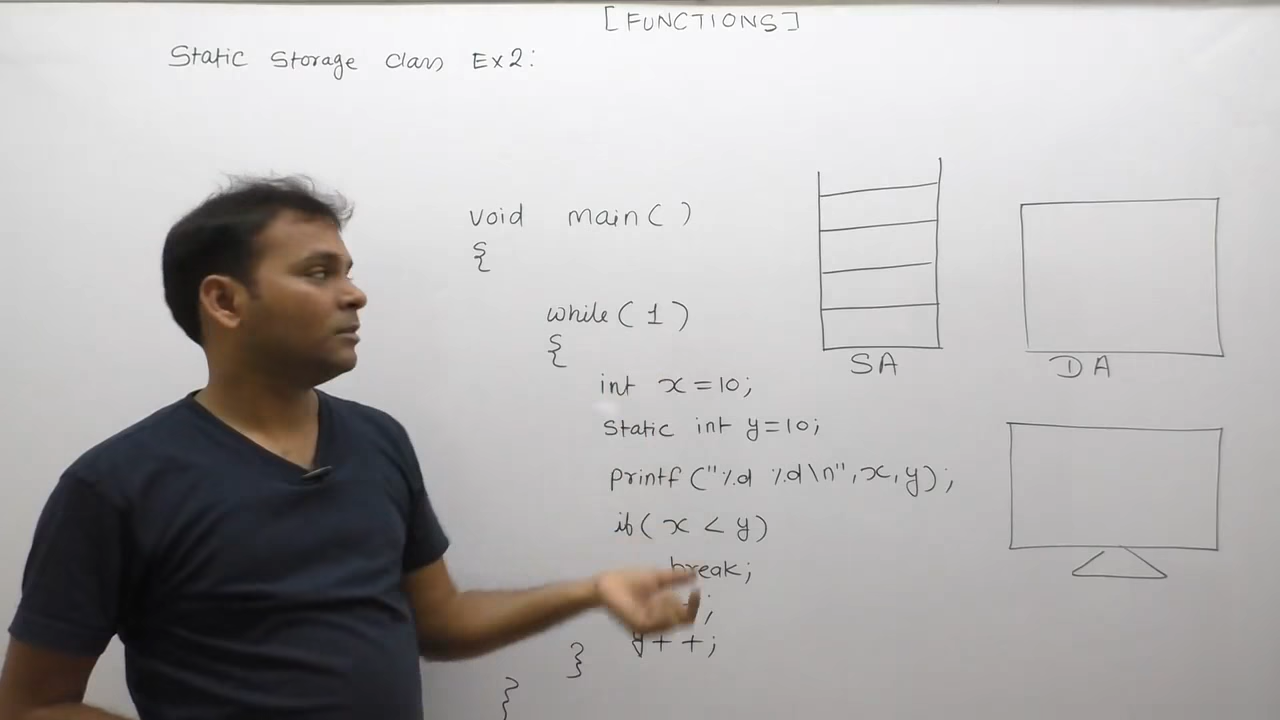 [FUNCTIONS]
Static Storage class Ex2:
void main( )
{
while( 1 )
{
int x=10;
Static int y=10;
printf("%d %d\n",x,y);
if( x < y)
break;
;
y++;
}
}
SA
DA